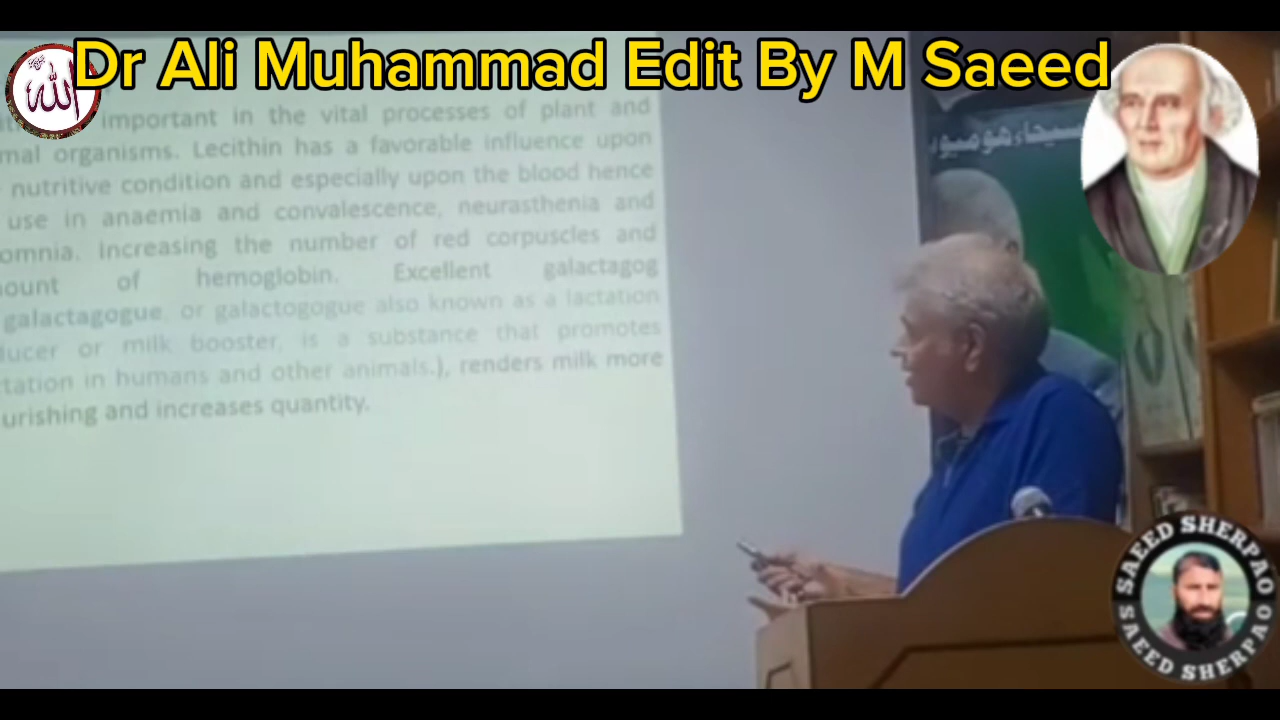 Dr Ali Muhammad Edit By M Saeed
الله
important in the vital processes of plant and
organisms. Lecithin has a favorable influence upon
nutritive condition and especially upon the blood hence
use in anaemia and convalescence, neurasthenia and
omnia. Increasing the number of red corpuscles and
ount of hemoglobin. Excellent galactagog
galactagogue or galactogogue also known as a lactation
ducer or milk booster, is a substance that promotes
tation in humans and other animals.), renders milk more
urishing and increases quantity.
SAEED SHERPAO
SAEED SHERPAO